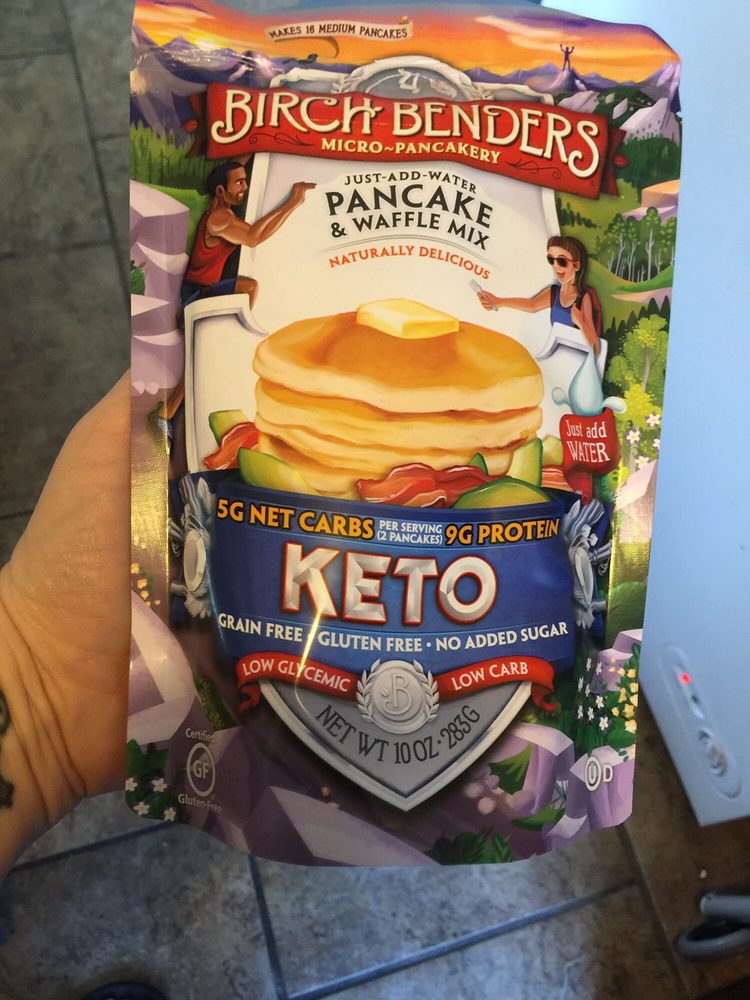 MAKES 16 MEDIUM PANCAKES
BIRCH BENDERS
MICRO~PANCAKERY
JUST-ADD-WATER
PANCAKE
& WAFFLE MIX
NATURALLY DELICIOUS
Just add
WATER
5G NET CARBS PER SERVING (2 PANCAKES) 9G PROTEIN
KETO
GRAIN FREE • GLUTEN FREE • NO ADDED SUGAR
LOW GLYCEMIC LOW CARB
B
NET WT 10 OZ • 283G
Certified
GF
Gluten-Free
U D